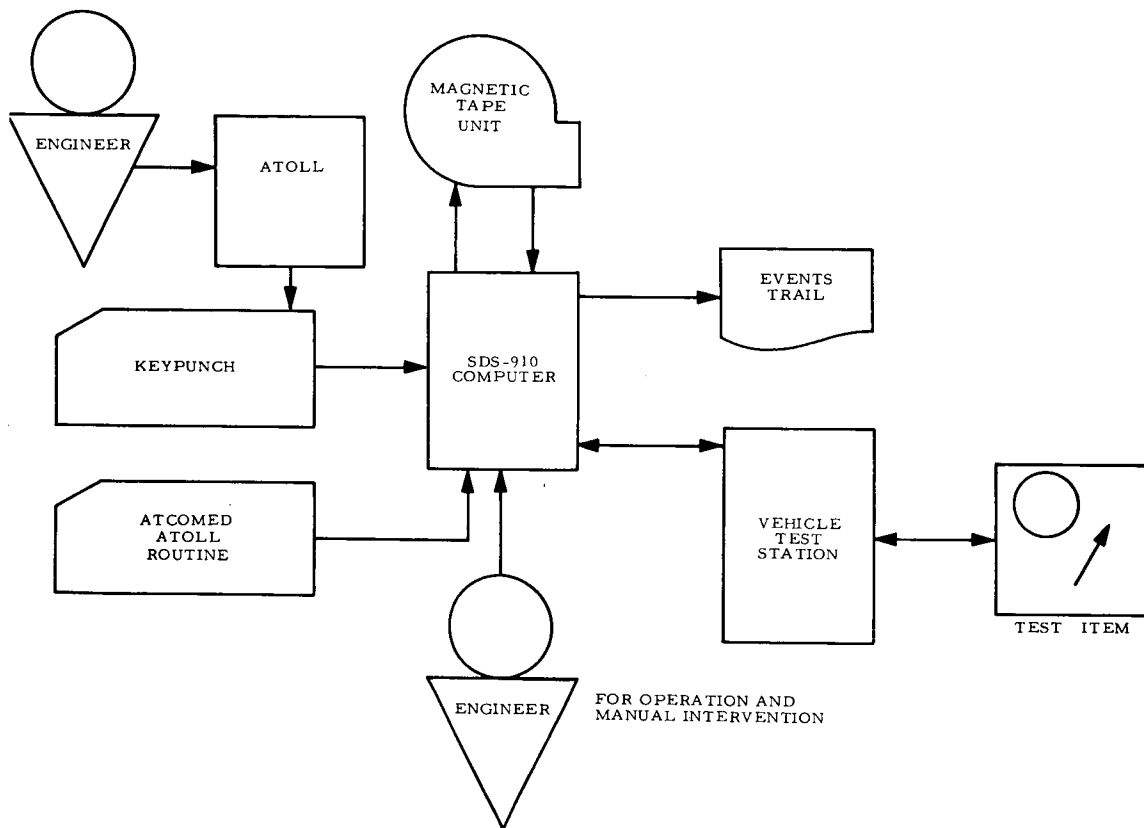 ENGINEER
ATOLL
MAGNETIC
TAPE
UNIT
EVENTS
TRAIL
KEYPUNCH
SDS-910
COMPUTER
ATCOMED
ATOLL
ROUTINE
VEHICLE
TEST
STATION
TEST ITEM
ENGINEER
FOR OPERATION AND
MANUAL INTERVENTION